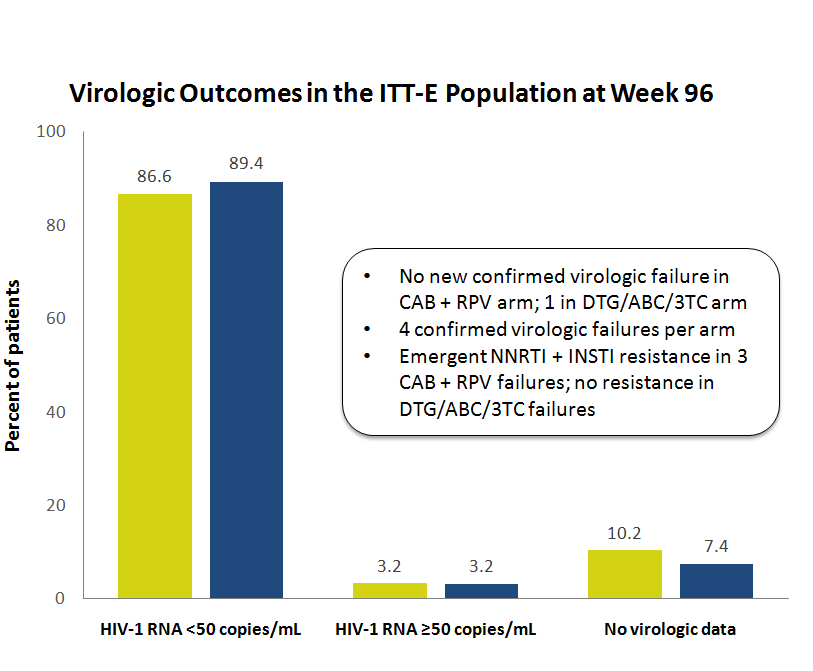 Virologic Outcomes in the ITT-E Population at Week 96
Percent of patients
100
80
60
40
20
0
86.6
89.4
3.2
3.2
10.2
7.4
• No new confirmed virologic failure in
CAB + RPV arm; 1 in DTG/ABC/3TC arm
• 4 confirmed virologic failures per arm
• Emergent NNRTI + INSTI resistance in 3
CAB + RPV failures; no resistance in
DTG/ABC/3TC failures
HIV-1 RNA <50 copies/mL
HIV-1 RNA ≥50 copies/mL
No virologic data